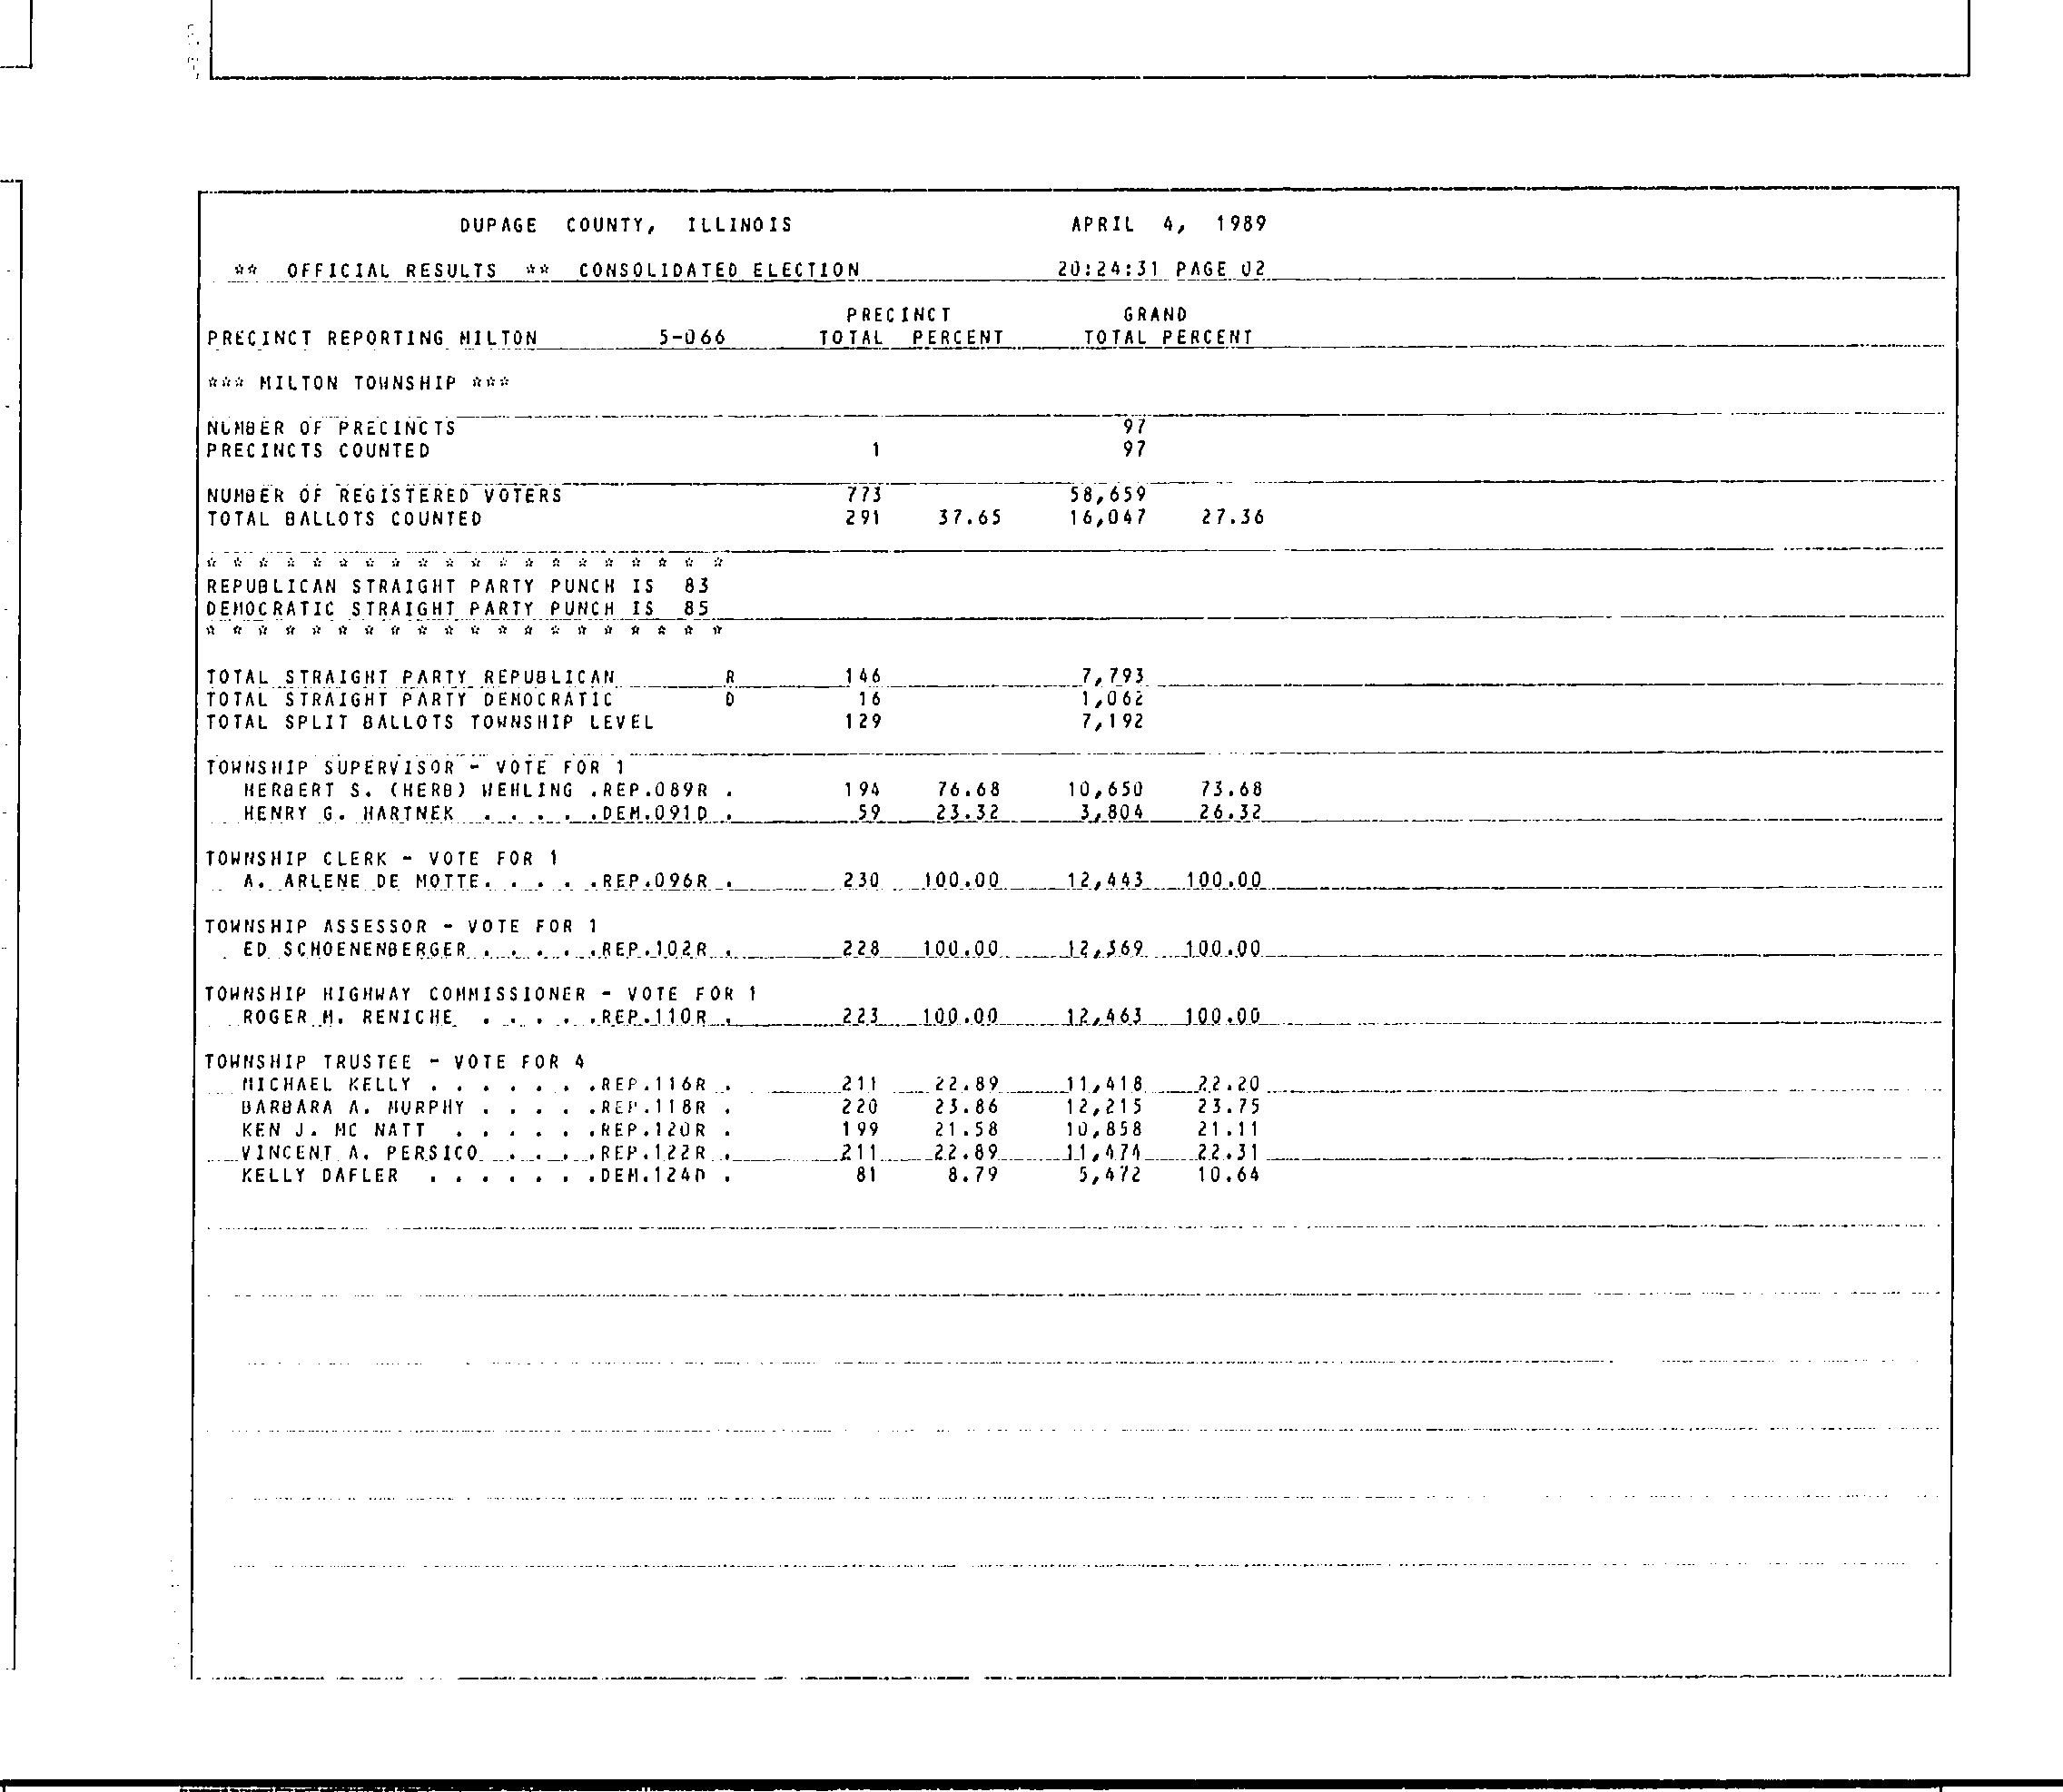 DUPAGE COUNTY, ILLINOIS APRIL 4, 1989
** OFFICIAL RESULTS ** CONSOLIDATED ELECTION 20:24:31 PAGE 02
PRECINCT GRAND
PRECINCT REPORTING MILTON 5-066 TOTAL PERCENT TOTAL PERCENT
*** MILTON TOWNSHIP ***
NUMBER OF PRECINCTS 97
PRECINCTS COUNTED 1 97
NUMBER OF REGISTERED VOTERS 773 58,659
TOTAL BALLOTS COUNTED 291 37.65 16,047 27.36
* * * * * * * * * * * * * * * * * * * *
REPUBLICAN STRAIGHT PARTY PUNCH IS 83
DEMOCRATIC STRAIGHT PARTY PUNCH IS 85
* * * * * * * * * * * * * * * * * * * *
TOTAL STRAIGHT PARTY REPUBLICAN R 146 7,793
TOTAL STRAIGHT PARTY DEMOCRATIC D 16 1,062
TOTAL SPLIT BALLOTS TOWNSHIP LEVEL 129 7,192
TOWNSHIP SUPERVISOR - VOTE FOR 1
HERBERT S. (HERB) WEHLING .REP.089R . 194 76.68 10,650 73.68
HENRY G. HARTNEK . . . . .DEM.091D . 59 23.32 3,804 26.32
TOWNSHIP CLERK - VOTE FOR 1
A. ARLENE DE MOTTE. . . . .REP.096R . 230 100.00 12,443 100.00
TOWNSHIP ASSESSOR - VOTE FOR 1
ED SCHOENENBERGER . . . . .REP.102R . 228 100.00 12,369 100.00
TOWNSHIP HIGHWAY COMMISSIONER - VOTE FOR 1
ROGER M. RENICHE . . . . .REP.110R . 223 100.00 12,463 100.00
TOWNSHIP TRUSTEE - VOTE FOR 4
MICHAEL KELLY . . . . . . .REP.116R . 211 22.89 11,418 22.20
BARBARA A. MURPHY . . . . .REP.118R . 220 23.86 12,215 23.75
KEN J. MC NATT . . . . . .REP.120R . 199 21.58 10,858 21.11
VINCENT A. PERSICO . . . .REP.122R . 211 22.89 11,474 22.31
KELLY DAFLER . . . . . . .DEM.124D . 81 8.79 5,472 10.64